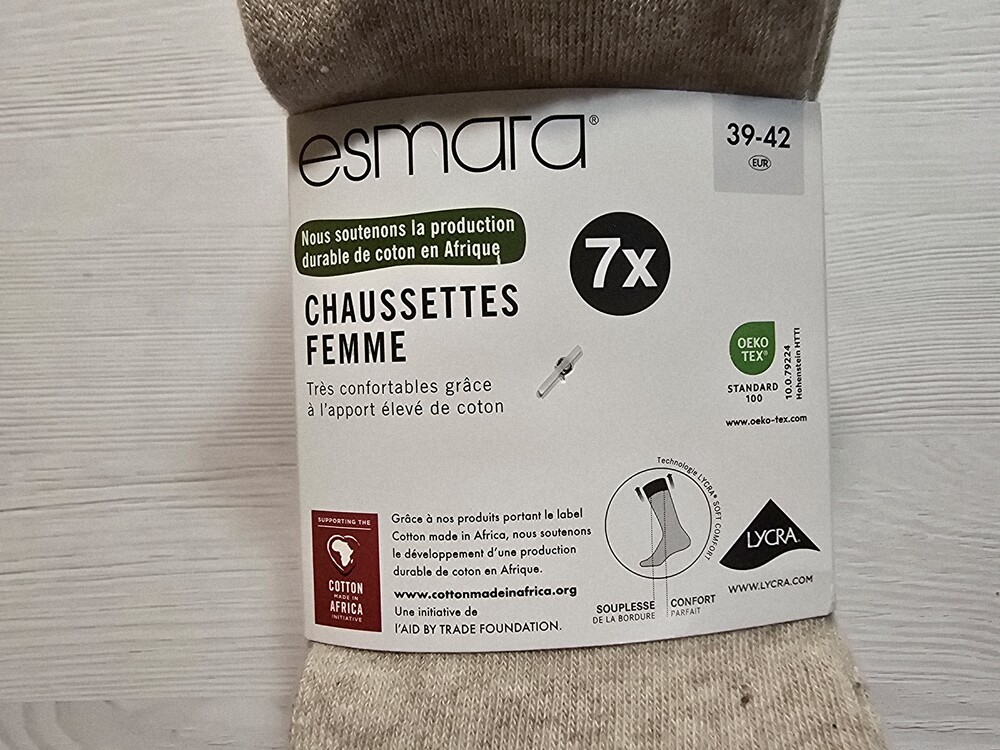 esmara®
39-42
EUR
Nous soutenons la production
durable de coton en Afrique
7x
CHAUSSETTES
FEMME
Très confortables grâce
à l'apport élevé de coton
OEKO
TEX®
STANDARD
100
10.0.79224
Hohenstein HTTI
www.oeko-tex.com
SUPPORTING THE
COTTON
MADE IN
AFRICA
INITIATIVE
Grâce à nos produits portant le label
Cotton made in Africa, nous soutenons
le développement d'une production
durable de coton en Afrique.
www.cottonmadeinafrica.org
Une initiative de
l'AID BY TRADE FOUNDATION.
Technologie LYCRA® SOFT COMFORT
SOUPLESSE
DE LA BORDURE
CONFORT
PARFAIT
LYCRA®
WWW.LYCRA.COM